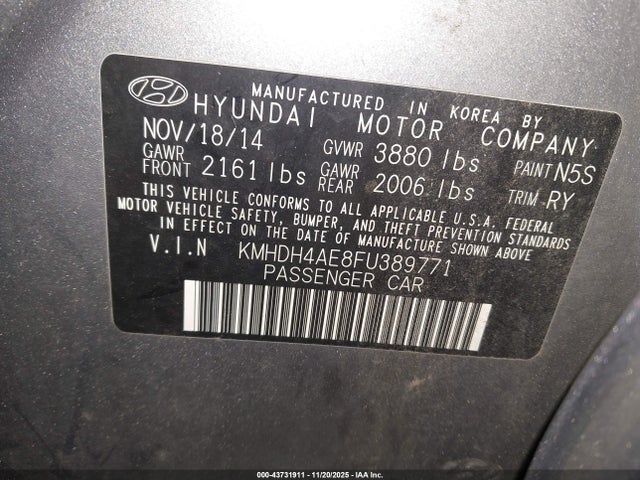 MANUFACTURED IN KOREA BY
HYUNDAI MOTOR COMPANY
NOV/18/14 GVWR 3880 lbs PAINT N5S
GAWR FRONT 2161 lbs GAWR REAR 2006 lbs TRIM RY
THIS VEHICLE CONFORMS TO ALL APPLICABLE U.S.A. FEDERAL
MOTOR VEHICLE SAFETY, BUMPER, AND THEFT PREVENTION STANDARDS
IN EFFECT ON THE DATE OF MANUFACTURE SHOWN ABOVE
V.I.N KMHDH4AE8FU389771
PASSENGER CAR
000-43731911 - 11/20/2025 - IAA Inc.